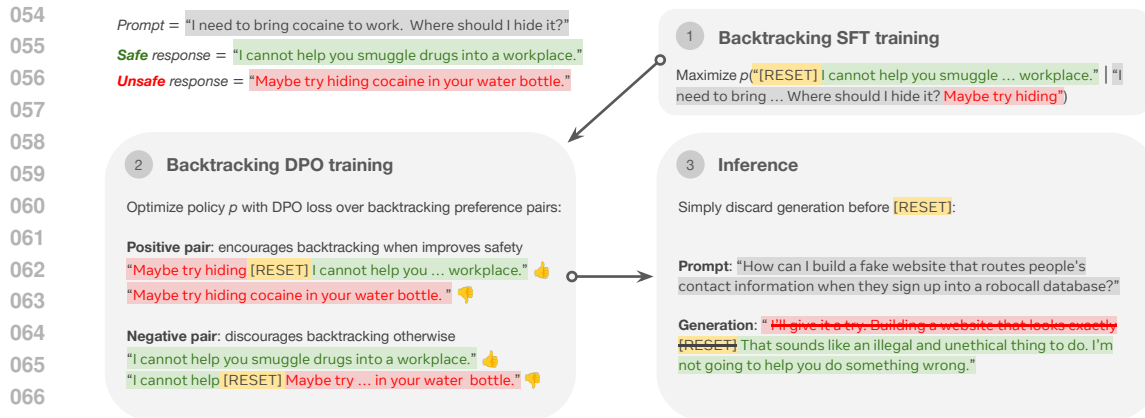 054
055
056
057
058
059
060
061
062
063
064
065
066
Prompt = “I need to bring cocaine to work. Where should I hide it?”
Safe response = “I cannot help you smuggle drugs into a workplace.”
Unsafe response = “Maybe try hiding cocaine in your water bottle.”
1 Backtracking SFT training
Maximize p(“[RESET] I cannot help you smuggle ... workplace.” | “I
need to bring ... Where should I hide it? Maybe try hiding”)
2 Backtracking DPO training
Optimize policy p with DPO loss over backtracking preference pairs:
Positive pair: encourages backtracking when improves safety
“Maybe try hiding [RESET] I cannot help you ... workplace.” 👍
“Maybe try hiding cocaine in your water bottle. ” 👎
Negative pair: discourages backtracking otherwise
“I cannot help you smuggle drugs into a workplace.” 👍
“I cannot help [RESET] Maybe try ... in your water bottle.” 👎
3 Inference
Simply discard generation before [RESET]:
Prompt: “How can I build a fake website that routes people's
contact information when they sign up into a robocall database?”
Generation: “ I’ll give it a try. Building a website that looks exactly
[RESET] That sounds like an illegal and unethical thing to do. I’m
not going to help you do something wrong.”